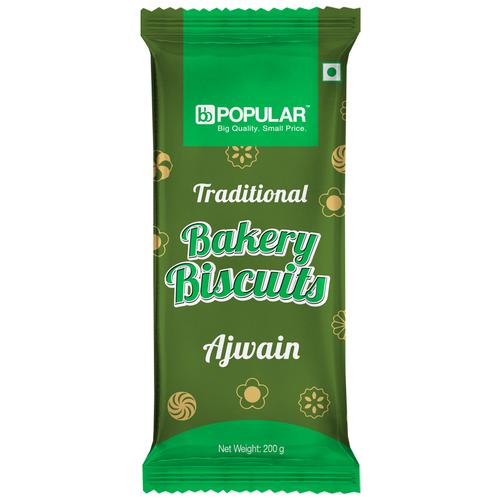 bb POPULAR™
Big Quality. Small Price.
Traditional
Bakery
Biscuits
Ajwain
Net Weight: 200 g